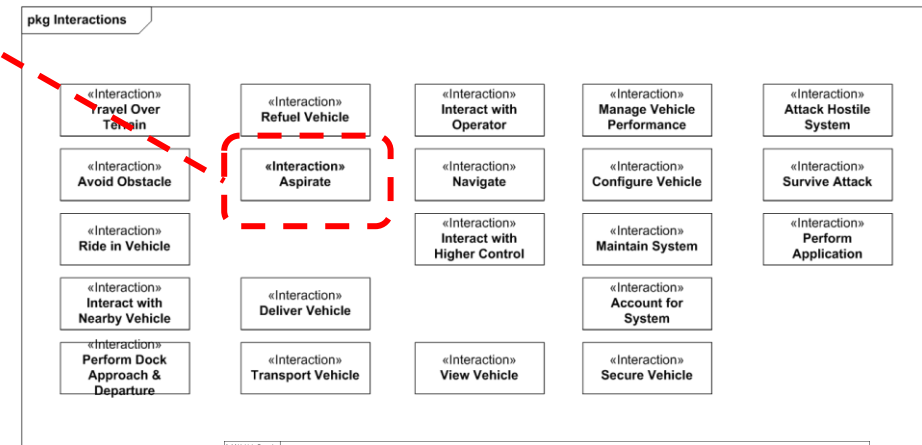 pkg Interactions
«Interaction»
Travel Over
Terrain
«Interaction»
Refuel Vehicle
«Interaction»
Interact with
Operator
«Interaction»
Manage Vehicle
Performance
«Interaction»
Attack Hostile
System
«Interaction»
Avoid Obstacle
«Interaction»
Aspirate
«Interaction»
Navigate
«Interaction»
Configure Vehicle
«Interaction»
Survive Attack
«Interaction»
Ride in Vehicle
«Interaction»
Interact with
Higher Control
«Interaction»
Maintain System
«Interaction»
Perform
Application
«Interaction»
Interact with
Nearby Vehicle
«Interaction»
Deliver Vehicle
«Interaction»
Account for
System
«Interaction»
Perform Dock
Approach &
Departure
«Interaction»
Transport Vehicle
«Interaction»
View Vehicle
«Interaction»
Secure Vehicle